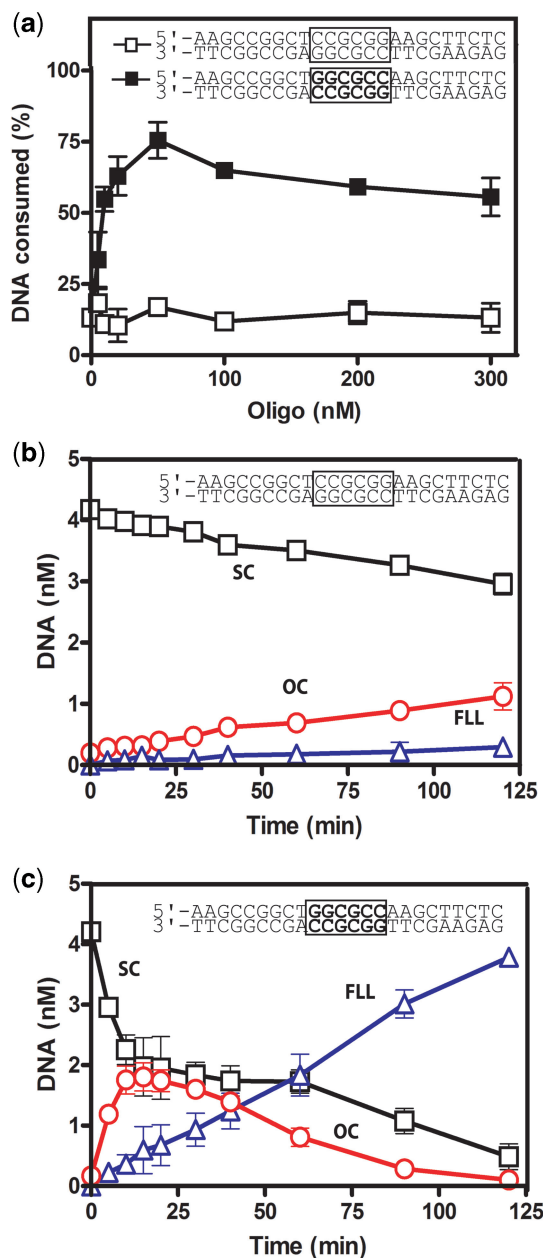 (a)
5'-AAGCCGGCTCCGCGGAAGCTTCTC
3'-TTCGGCCGAGGCGCCTTCGAAGAG
5'-AAGCCGGCTGGCGCCAAGCTTCTC
3'-TTCGGCCGACCGCGGTTCGAAGAG
DNA consumed (%)
100
75
50
25
0
0 100 200 300
Oligo (nM)
(b)
5'-AAGCCGGCTCCGCGGAAGCTTCTC
3'-TTCGGCCGAGGCGCCTTCGAAGAG
DNA (nM)
5
4
3
2
1
0
SC
OC
FLL
0 25 50 75 100 125
Time (min)
(c)
5'-AAGCCGGCTGGCGCCAAGCTTCTC
3'-TTCGGCCGACCGCGGTTCGAAGAG
DNA (nM)
5
4
3
2
1
0
SC
FLL
OC
0 25 50 75 100 125
Time (min)